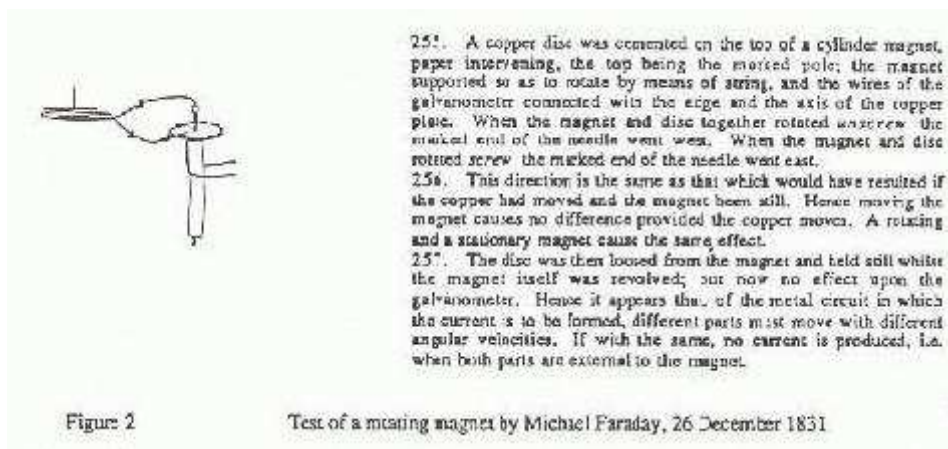 255. A copper disc was cemented on the top of a cylinder magnet,
paper intervening, the top being the marked pole; the magnet
supported so as to rotate by means of string, and the wires of the
galvanometer connected with the edge and the axis of the copper
plate. When the magnet and disc together rotated unscrew the
marked end of the needle went west. When the magnet and disc
rotated screw the marked end of the needle went east.
256. This direction is the same as that which would have resulted if
the copper had moved and the magnet been still. Hence moving the
magnet causes no difference provided the copper moves. A rotating
and a stationary magnet cause the same effect.
257. The disc was then loosed from the magnet and held still whilst
the magnet itself was revolved; but now no effect upon the
galvanometer. Hence it appears that, of the metal circuit in which
the current is to be formed, different parts must move with different
angular velocities. If with the same, no current is produced, i.e.
when both parts are external to the magnet.
Figure 2 Test of a rotating magnet by Michael Faraday, 26 December 1831